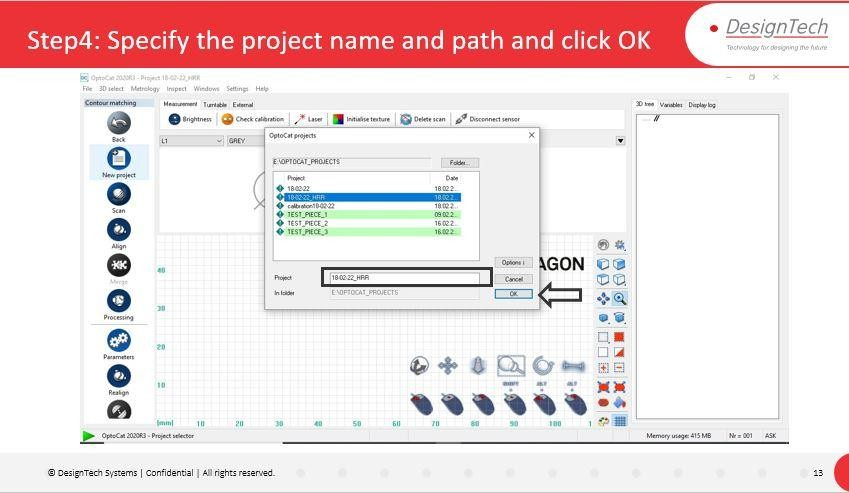 Step4: Specify the project name and path and click OK
DesignTech
Technology for designing the future
OptoCat 2020R3 - Project 18-02-22_HRR
File 3D select Metrology Inspect Windows Settings Help
Contour matching
Measurement Turntable External
3D tree Variables Display log
Brightness Check calibration Laser Initialise texture Delete scan Disconnect sensor
Back
L1 GREY
OptoCat projects
E:\OPTOCAT_PROJECTS Folder...
Project Date
18-02-22 18.02.2...
18-02-22_HRR 18.02.2...
calibration18-02-22 18.02.2...
TEST_PIECE_1 09.02.2...
TEST_PIECE_2 16.02.2...
TEST_PIECE_3 16.02.2...
Options ↓
Project 18-02-22_HRR Cancel
In folder E:\OPTOCAT_PROJECTS OK
AGON
New project
Scan
Align
Merge
Processing
Parameters
Realign
40
30
20
10
SHIFT ALT ALT
[mm] 10 20 30 40 50 60 70 80 90 100 1
OptoCat 2020R3 - Project selector
Memory usage: 415 MB Nr = 001 ASK
© DesignTech Systems | Confidential | All rights reserved.
13